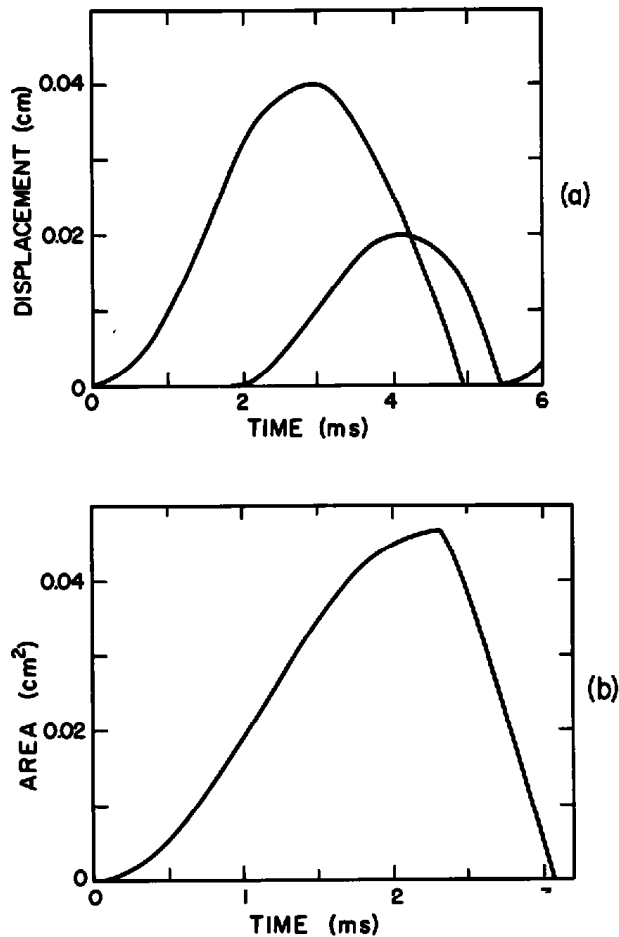 0.04
0.02
0
DISPLACEMENT (cm)
(a)
0 2 4 6
TIME (ms)
0.04
0.02
0
AREA (cm²)
(b)
0 1 2
TIME (ms)